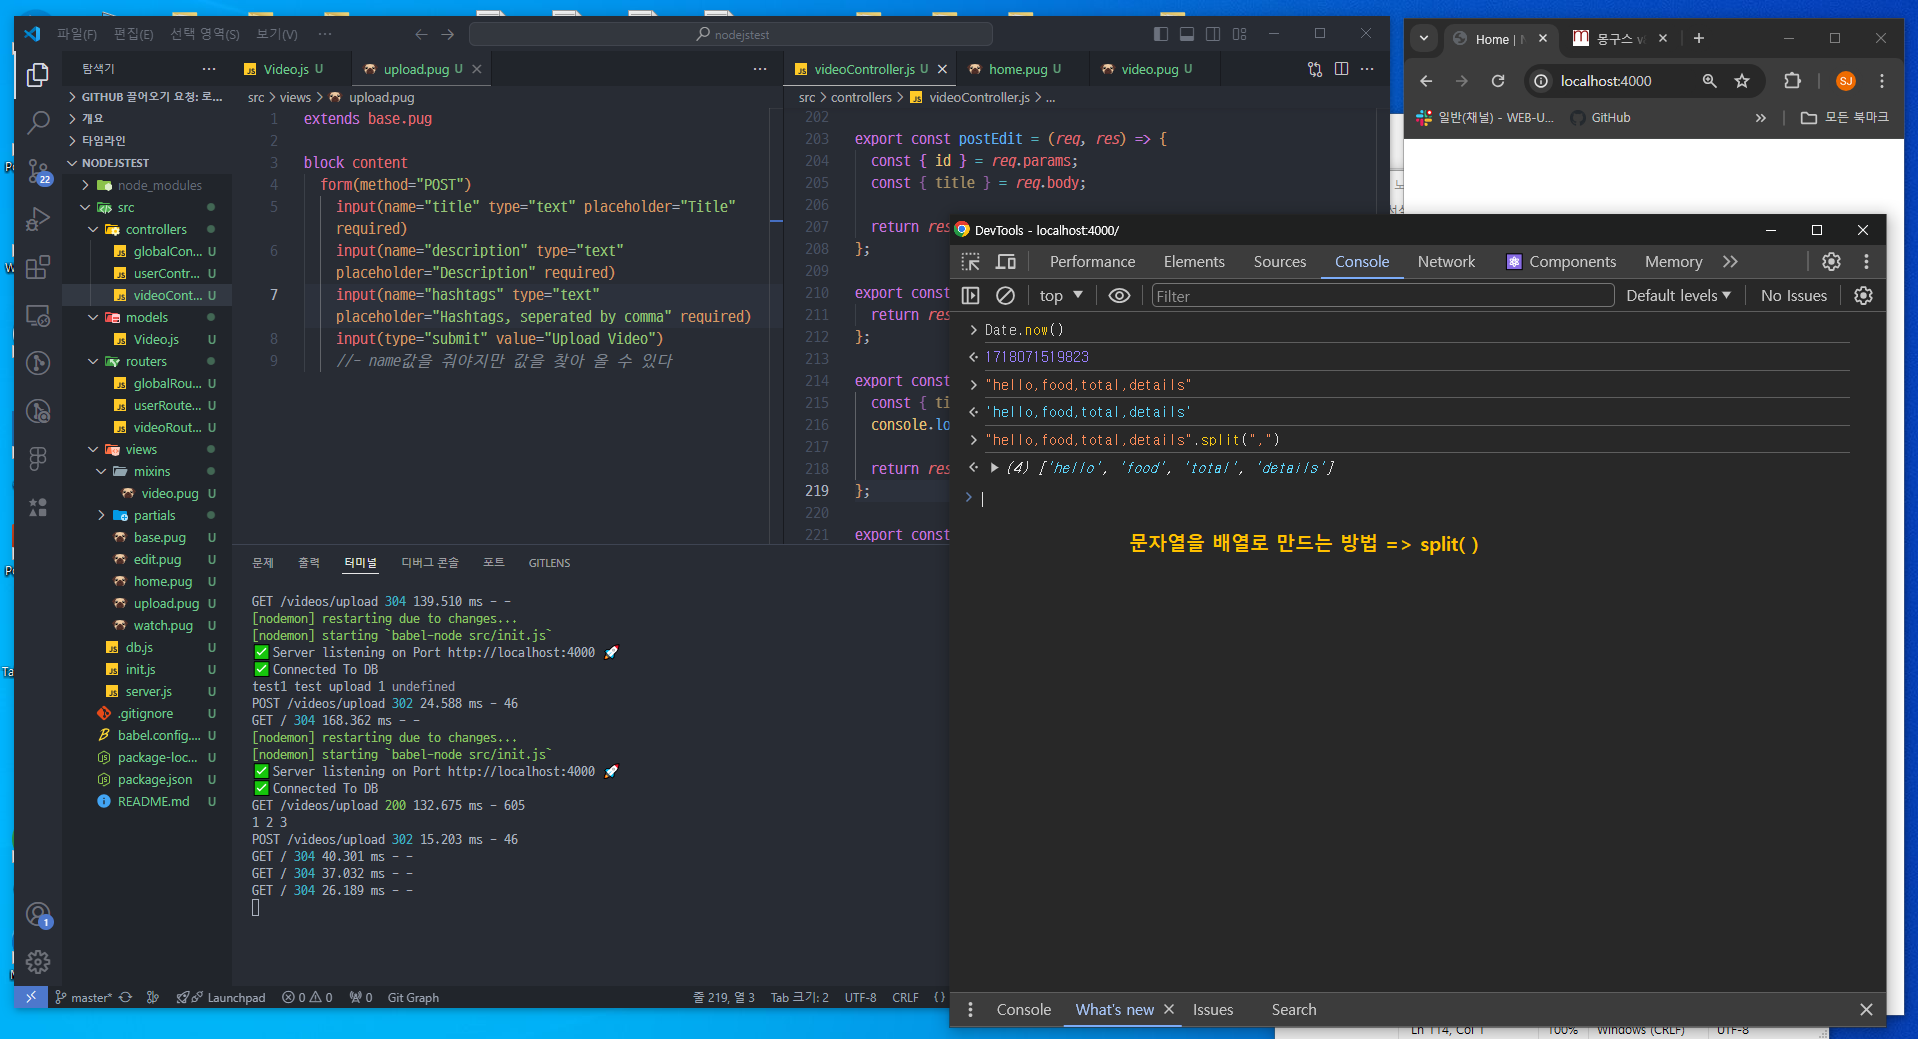 파일(F) 편집(E) 선택 영역(S) 보기(V) ···
nodejstest
탐색기 ···
GITHUB 끌어오기 요청: 로...
개요
타임라인
NODEJSTEST
node_modules
src
controllers
globalCon... U
userContr... U
videoCont... U
models
Video.js U
routers
globalRou... U
userRoute... U
videoRout... U
views
mixins
video.pug U
partials
base.pug U
edit.pug U
home.pug U
upload.pug U
watch.pug U
db.js U
init.js U
server.js U
.gitignore U
babel.config.... U
package-loc... U
package.json U
README.md U
22
1
Video.js U upload.pug U
src > views > upload.pug
1 extends base.pug
2
3 block content
4 form(method="POST")
5 input(name="title" type="text" placeholder="Title"
required)
6 input(name="description" type="text"
placeholder="Description" required)
7 input(name="hashtags" type="text"
placeholder="Hashtags, seperated by comma" required)
8 input(type="submit" value="Upload Video")
9 //- name값을 줘야지만 값을 찾아 올 수 있다
videoController.js U home.pug U video.pug U
src > controllers > videoController.js > ...
202
203 export const postEdit = (req, res) => {
204 const { id } = req.params;
205 const { title } = req.body;
206
207 return res
208 };
209
210 export const
211 return res
212 };
213
214 export const
215 const { ti
216 console.lo
217
218 return res
219 };
220
221 export const
문제 출력 터미널 디버그 콘솔 포트 GITLENS
GET /videos/upload 304 139.510 ms - -
[nodemon] restarting due to changes...
[nodemon] starting `babel-node src/init.js`
✅ Server listening on Port http://localhost:4000 🚀
✅ Connected To DB
test1 test upload 1 undefined
POST /videos/upload 302 24.588 ms - 46
GET / 304 168.362 ms - -
[nodemon] restarting due to changes...
[nodemon] starting `babel-node src/init.js`
✅ Server listening on Port http://localhost:4000 🚀
✅ Connected To DB
GET /videos/upload 200 132.675 ms - 605
1 2 3
POST /videos/upload 302 15.203 ms - 46
GET / 304 40.301 ms - -
GET / 304 37.032 ms - -
GET / 304 26.189 ms - -
master* Launchpad 0 0 0 Git Graph 줄 219, 열 3 Tab 크기: 2 UTF-8 CRLF {}
Home | 몽구스
localhost:4000 SJ
일반(채널) - WEB-U... GitHub » 모든 북마크
DevTools - localhost:4000/
Performance Elements Sources Console Network Components Memory
top Filter Default levels No Issues
> Date.now()
1718071519823
> "hello,food,total,details"
'hello,food,total,details'
> "hello,food,total,details".split(",")
(4) ['hello', 'food', 'total', 'details']
>
문자열을 배열로 만드는 방법 => split( )
Console What's new Issues Search
Ln 114, Col 1 100% Windows (CRLF) UTF-8